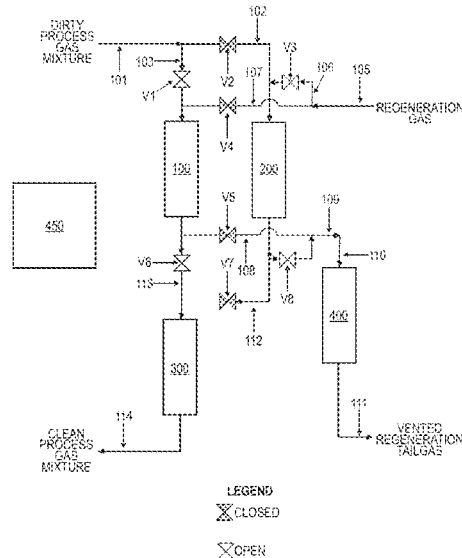 DIRTY
PROCESS
GAS
MIXTURE
101
102
103
V1
V2
V3
106
105
107
REGENERATION
GAS
V4
100
200
450
V5
109
V6
108
V7
V8
110
113
112
400
300
114
CLEAN
PROCESS
GAS
MIXTURE
111
VENTED
REGENERATION
TAILGAS
LEGEND
CLOSED
OPEN